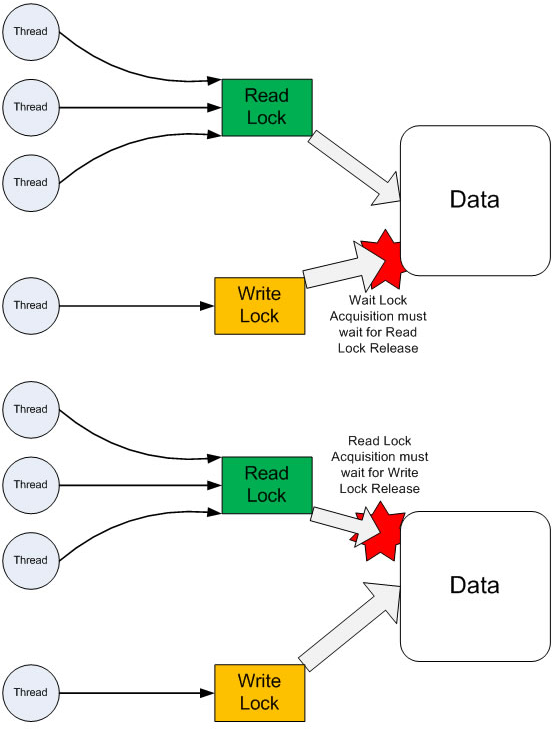 Thread
Thread
Thread
Read
Lock
Data
Thread
Write
Lock
Wait Lock
Acquisition must
wait for Read
Lock Release
Thread
Thread
Thread
Read
Lock
Read Lock
Acquisition must
wait for Write
Lock Release
Data
Thread
Write
Lock